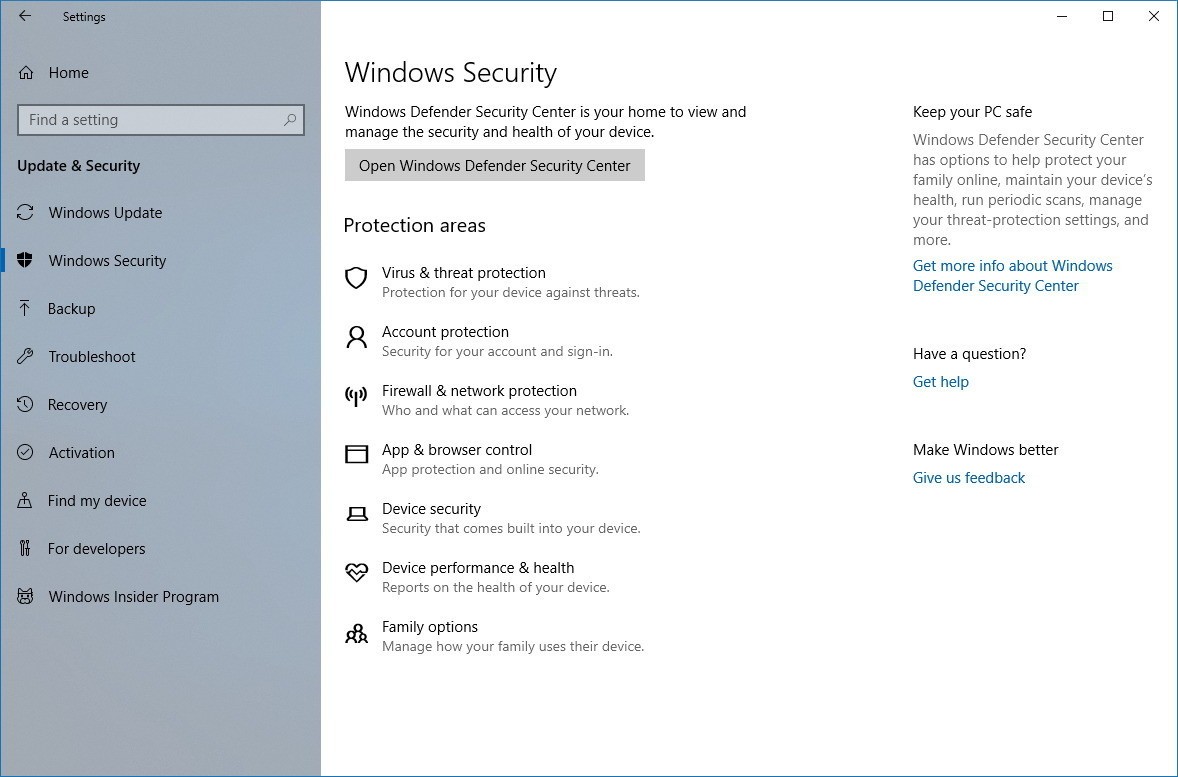 Settings
Home
Find a setting
Update & Security
Windows Update
Windows Security
Backup
Troubleshoot
Recovery
Activation
Find my device
For developers
Windows Insider Program
Windows Security
Windows Defender Security Center is your home to view and
manage the security and health of your device.
Open Windows Defender Security Center
Protection areas
Virus & threat protection
Protection for your device against threats.
Account protection
Security for your account and sign-in.
Firewall & network protection
Who and what can access your network.
App & browser control
App protection and online security.
Device security
Security that comes built into your device.
Device performance & health
Reports on the health of your device.
Family options
Manage how your family uses their device.
Keep your PC safe
Windows Defender Security Center
has options to help protect your
family online, maintain your device's
health, run periodic scans, manage
your threat-protection settings, and
more.
Get more info about Windows
Defender Security Center
Have a question?
Get help
Make Windows better
Give us feedback